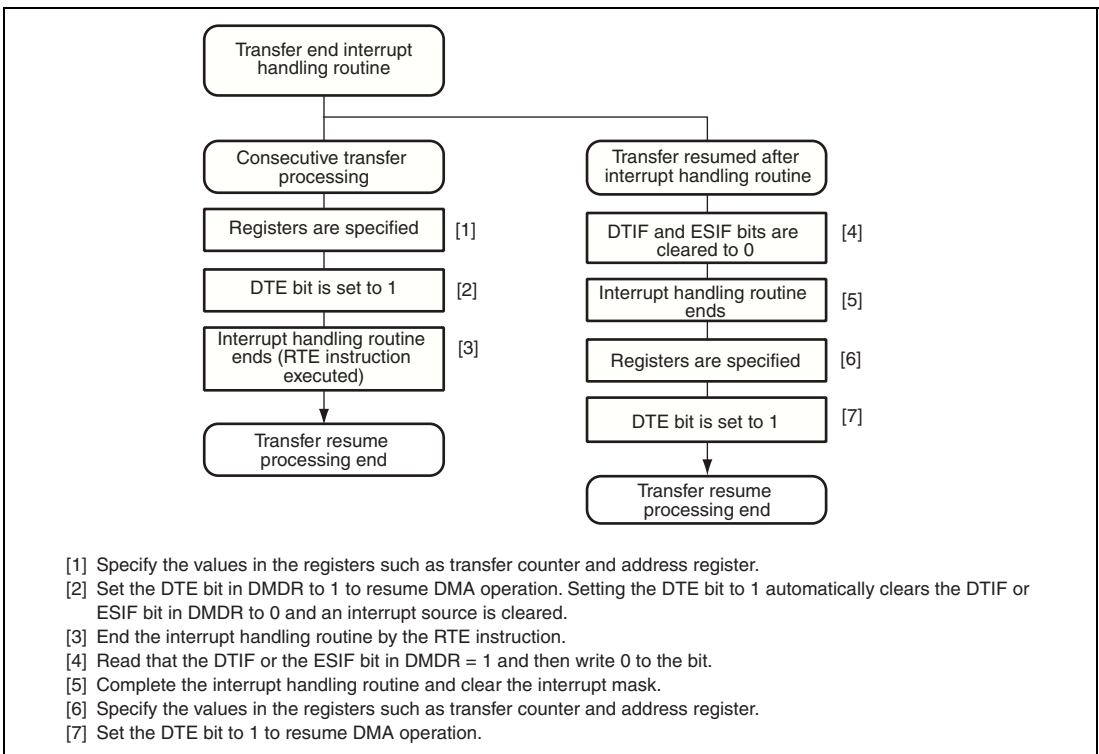 Transfer end interrupt
handling routine
Consecutive transfer
processing
Registers are specified
[1]
DTE bit is set to 1
[2]
Interrupt handling routine
ends (RTE instruction
executed)
[3]
Transfer resume
processing end
Transfer resumed after
interrupt handling routine
DTIF and ESIF bits are
cleared to 0
[4]
Interrupt handling routine
ends
[5]
Registers are specified
[6]
DTE bit is set to 1
[7]
Transfer resume
processing end
[1] Specify the values in the registers such as transfer counter and address register.
[2] Set the DTE bit in DMDR to 1 to resume DMA operation. Setting the DTE bit to 1 automatically clears the DTIF or
ESIF bit in DMDR to 0 and an interrupt source is cleared.
[3] End the interrupt handling routine by the RTE instruction.
[4] Read that the DTIF or the ESIF bit in DMDR = 1 and then write 0 to the bit.
[5] Complete the interrupt handling routine and clear the interrupt mask.
[6] Specify the values in the registers such as transfer counter and address register.
[7] Set the DTE bit to 1 to resume DMA operation.